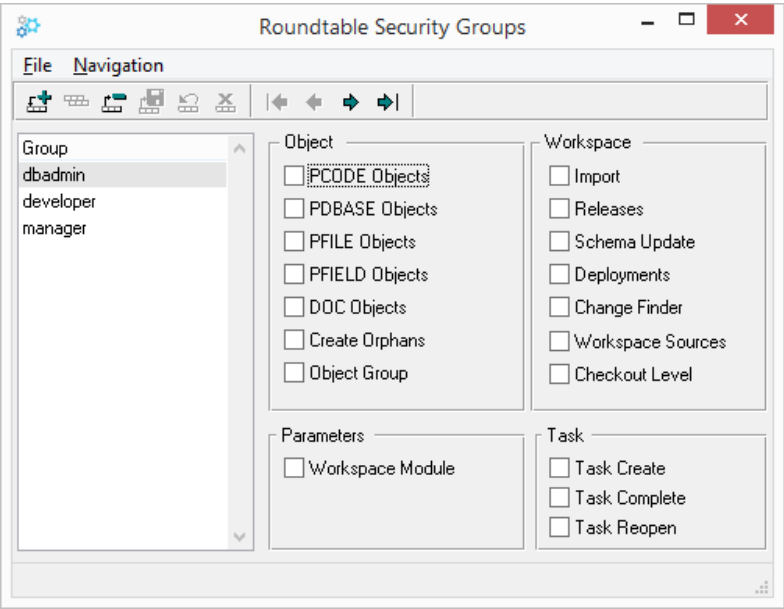 Roundtable Security Groups
File Navigation
Group
dbadmin
developer
manager
Object
PCODE Objects
PDBASE Objects
PFILE Objects
PFIELD Objects
DOC Objects
Create Orphans
Object Group
Workspace
Import
Releases
Schema Update
Deployments
Change Finder
Workspace Sources
Checkout Level
Parameters
Workspace Module
Task
Task Create
Task Complete
Task Reopen